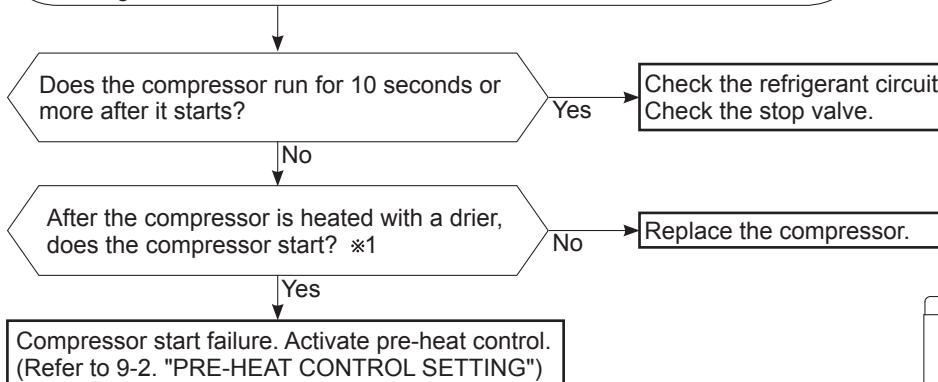 Does the compressor run for 10 seconds or
more after it starts?
Yes
Check the refrigerant circuit
Check the stop valve.
No
After the compressor is heated with a drier,
does the compressor start? ※1
No
Replace the compressor.
Yes
Compressor start failure. Activate pre-heat control.
(Refer to 9-2. "PRE-HEAT CONTROL SETTING")